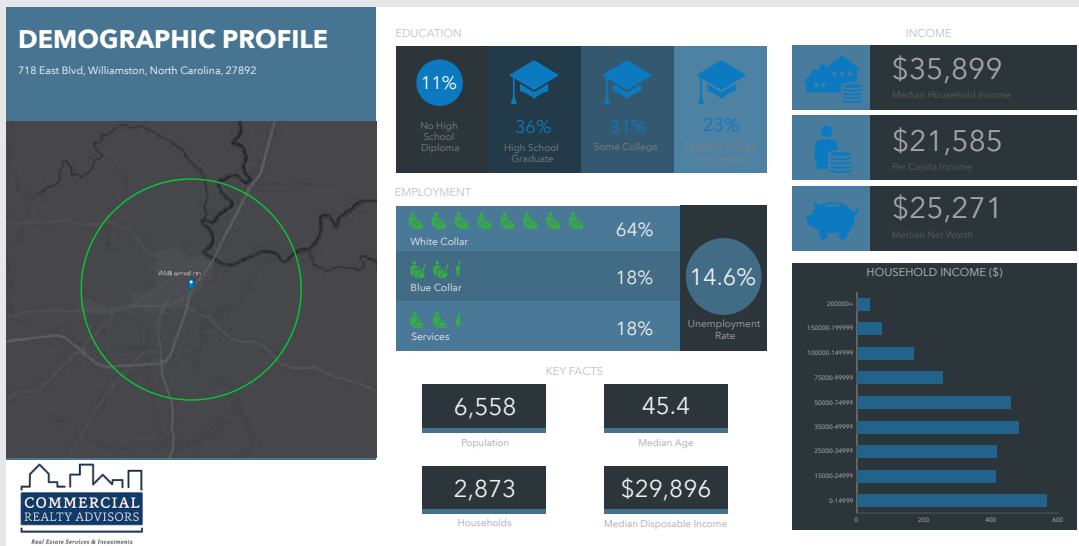 DEMOGRAPHIC PROFILE
718 East Blvd, Williamston, North Carolina, 27892
Williamston
COMMERCIAL
REALTY ADVISORS
Real Estate Services & Investments
EDUCATION
11%
No High
School
Diploma
36%
High School
Graduate
31%
Some College
23%
EMPLOYMENT
White Collar
64%
Blue Collar
18%
Services
18%
14.6%
Unemployment
Rate
KEY FACTS
6,558
Population
45.4
Median Age
2,873
Households
$29,896
Median Disposable Income
INCOME
$35,899
Median Household Income
$21,585
Per Capita Income
$25,271
Median Net Worth
HOUSEHOLD INCOME ($)
200000+
150000-199999
100000-149999
75000-99999
50000-74999
35000-49999
25000-34999
15000-24999
0-14999
0 200 400 600